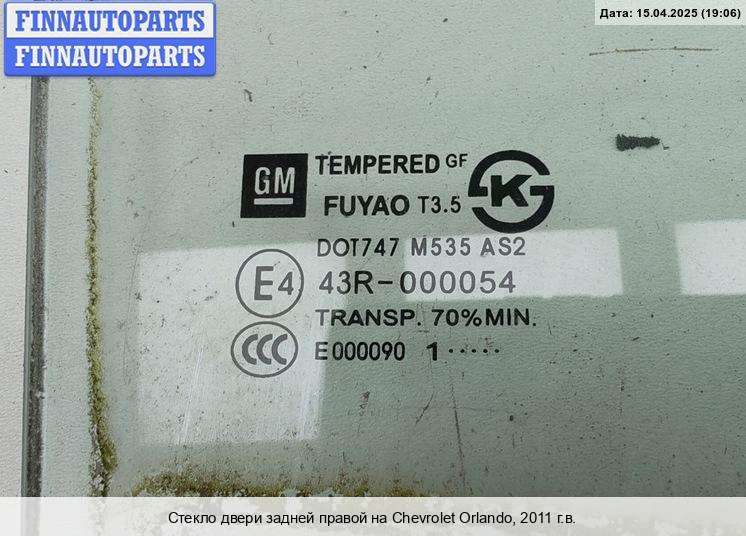 FINNAUTOPARTS
FINNAUTOPARTS
Дата: 15.04.2025 (19:06)
GM TEMPERED GF
FUYAO T3.5
K
DOT747 M535 AS2
E4 43R-000054
TRANSP. 70%MIN.
CCC E000090 1·····
Стекло двери задней правой на Chevrolet Orlando, 2011 г.в.